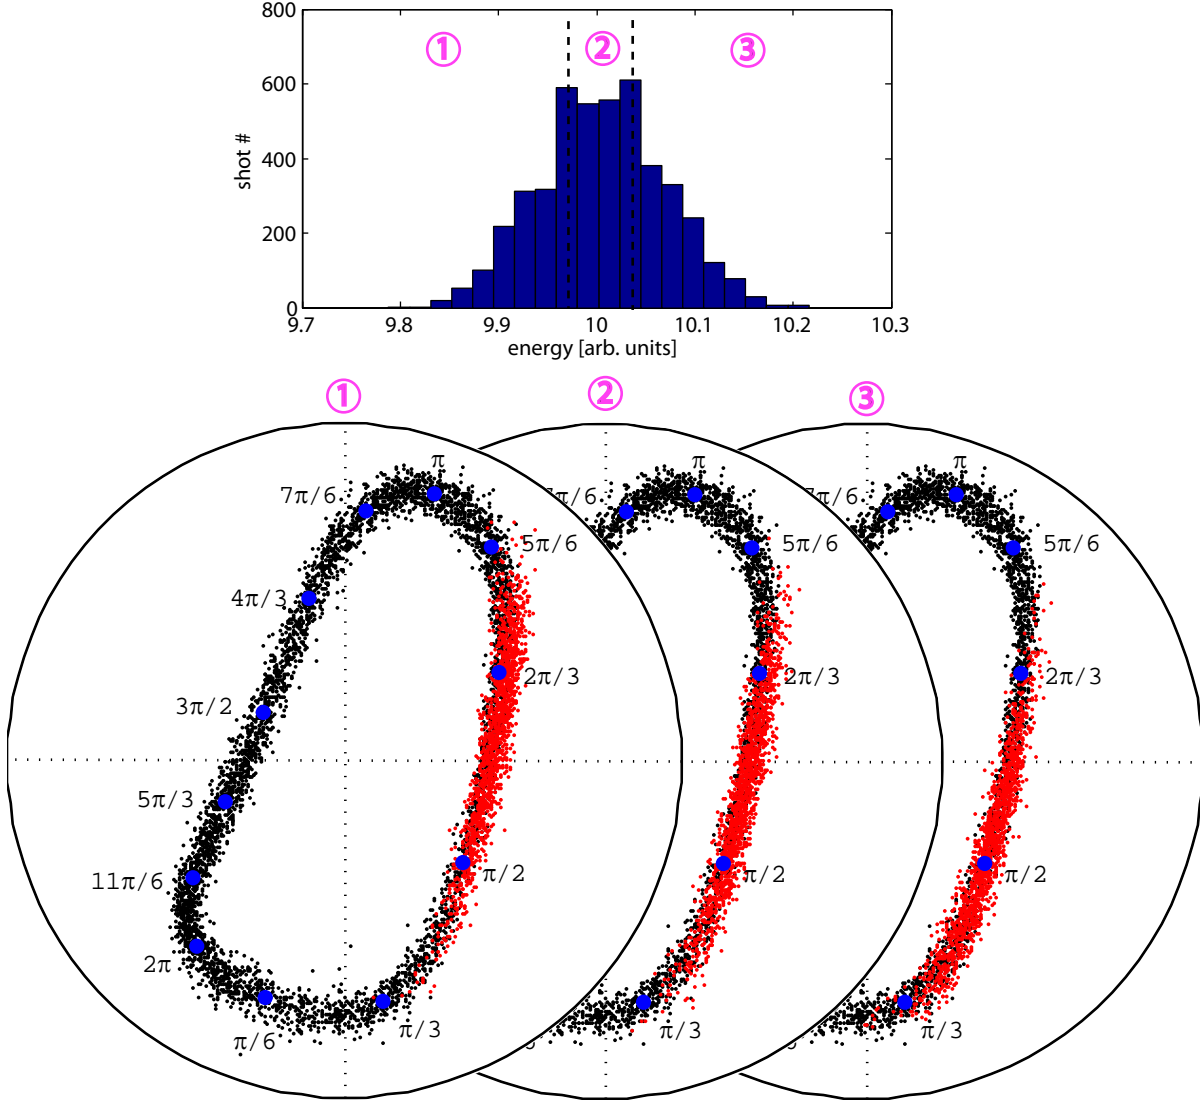 800
600
400
200
0
shot #
① ② ③
9.7 9.8 9.9 10 10.1 10.2 10.3
energy [arb. units]
① ② ③
π
7π/6
5π/6
4π/3
2π/3
3π/2
5π/3
π/2
11π/6
2π
π/6
π/3
π
π/6
5π/6
2π/3
π/2
π/3
π
π/6
5π/6
2π/3
π/2
π/3